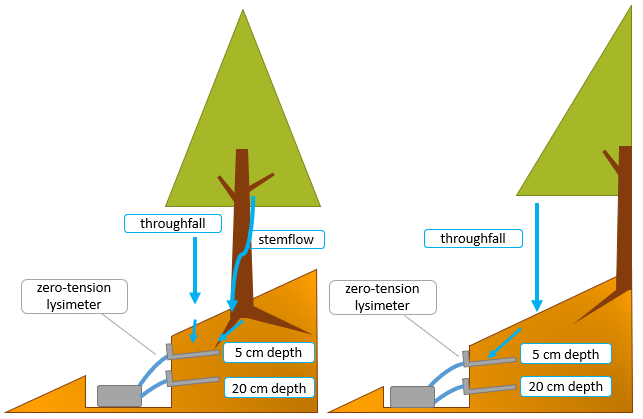 throughfall
stemflow
zero-tension
lysimeter
5 cm depth
20 cm depth
throughfall
zero-tension
lysimeter
5 cm depth
20 cm depth